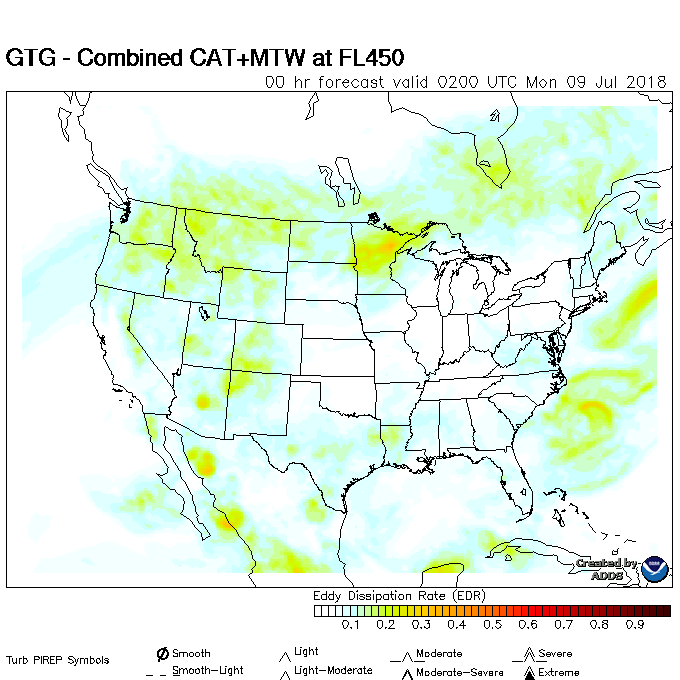 GTG - Combined CAT+MTW at FL450
00 hr forecast valid 0200 UTC Mon 09 Jul 2018
Created by
ADDS
Eddy Dissipation Rate (EDR)
0.1 0.2 0.3 0.4 0.5 0.6 0.7 0.8 0.9
Turb PIREP Symbols
Smooth Light Moderate Severe
Smooth-Light Light-Moderate Moderate-Severe Extreme